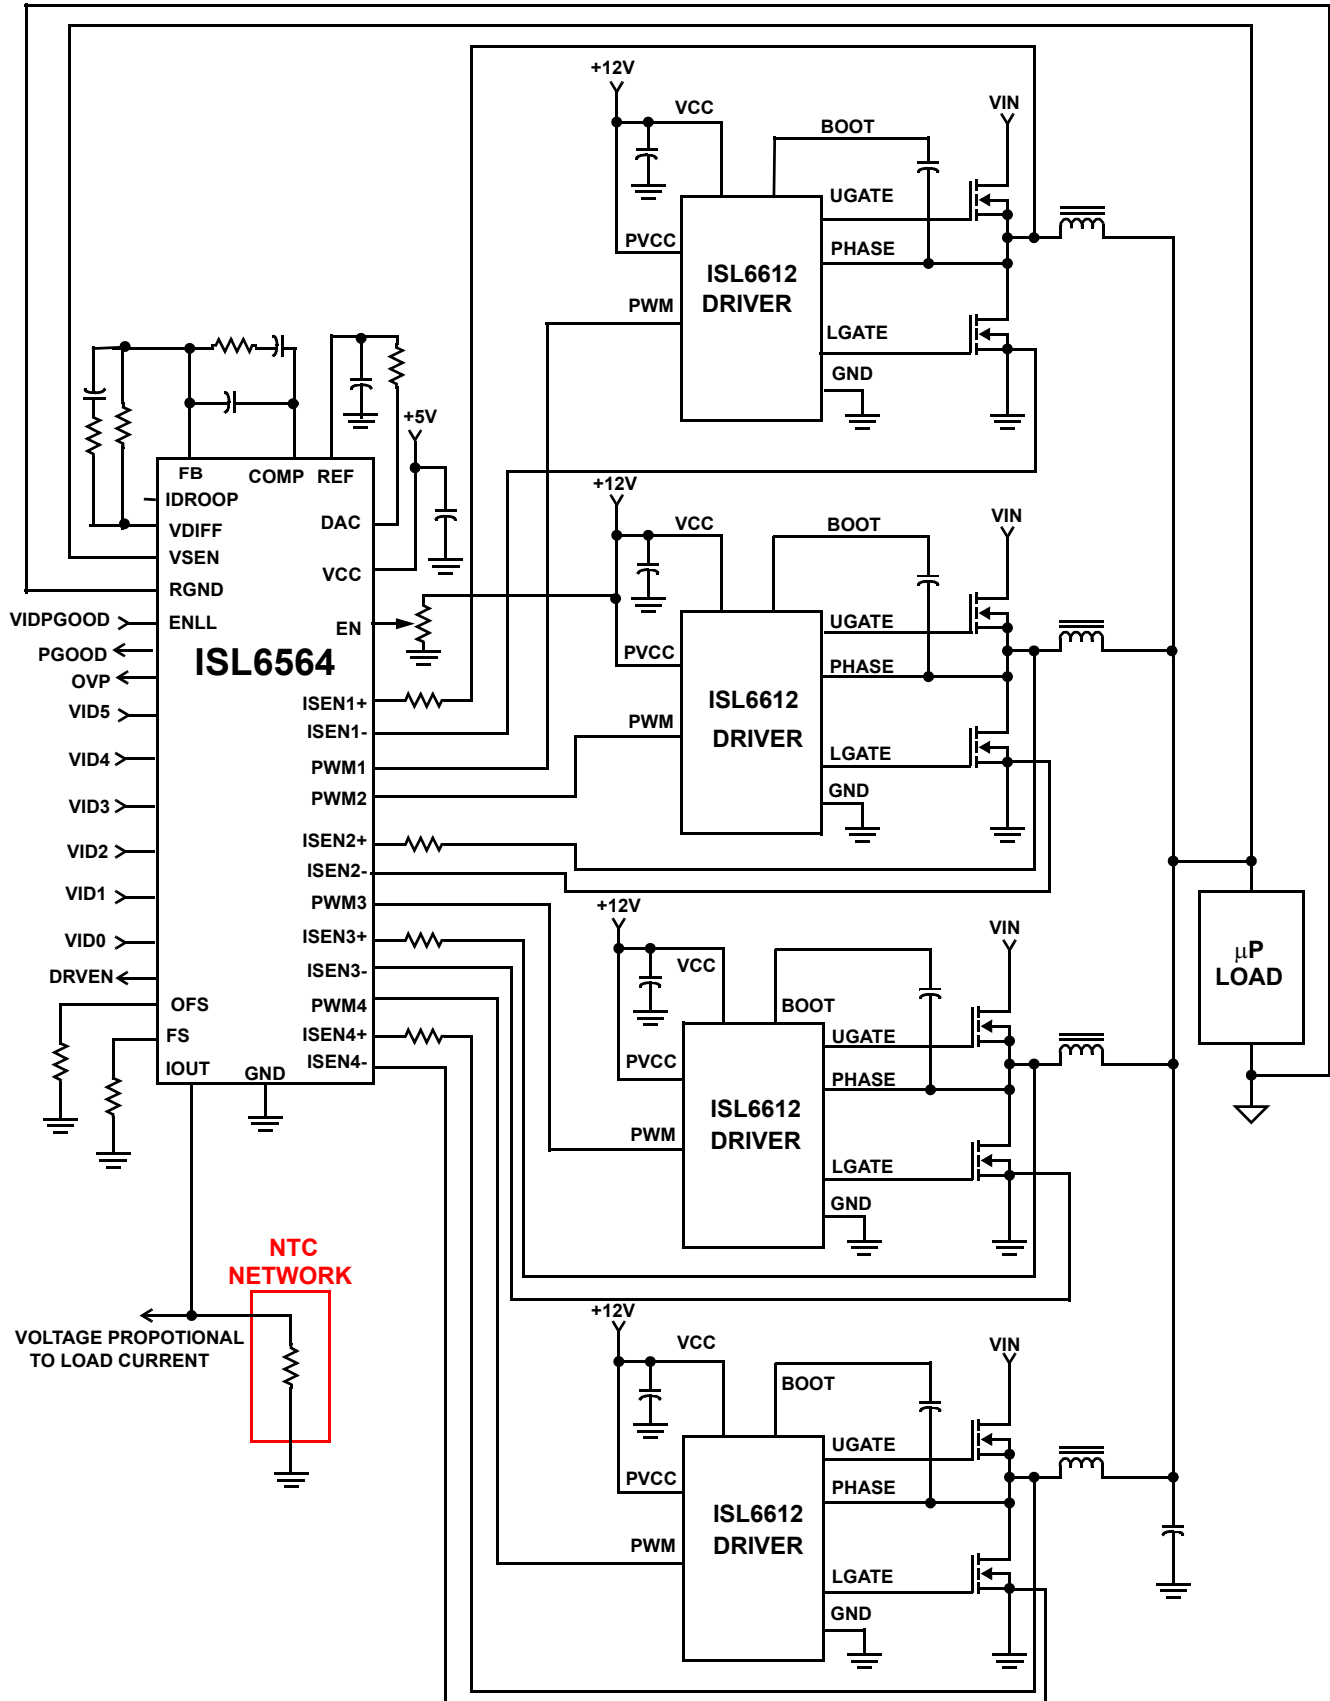 +12V
VCC
BOOT
VIN
UGATE
PVCC
PHASE
ISL6612
DRIVER
PWM
LGATE
GND
+5V
FB
COMP
REF
IDROOP
DAC
VDIFF
VSEN
VCC
RGND
VIDPGOOD
ENLL
EN
PGOOD
ISL6564
OVP
ISEN1+
VID5
ISEN1-
VID4
PWM1
PWM2
VID3
ISEN2+
VID2
ISEN2-
VID1
PWM3
VID0
ISEN3+
ISEN3-
DRVEN
OFS
PWM4
FS
ISEN4+
IOUT
GND
ISEN4-
+12V
VCC
BOOT
VIN
UGATE
PVCC
PHASE
ISL6612
DRIVER
PWM
LGATE
GND
+12V
VCC
BOOT
VIN
UGATE
PVCC
PHASE
ISL6612
DRIVER
PWM
LGATE
GND
μP
LOAD
NTC
NETWORK
VOLTAGE PROPOTIONAL
TO LOAD CURRENT
+12V
VCC
BOOT
VIN
UGATE
PVCC
PHASE
ISL6612
DRIVER
PWM
LGATE
GND